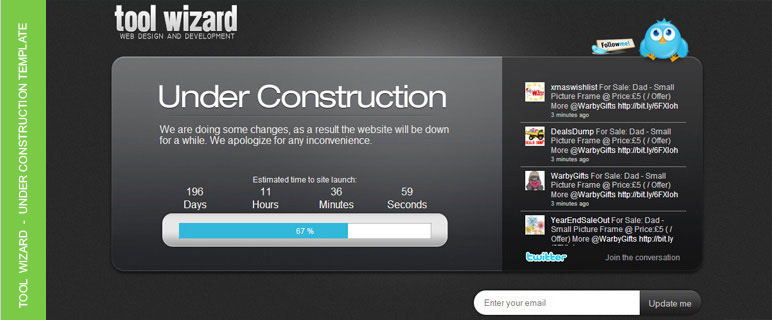 TOOL WIZARD - UNDER CONSTRUCTION TEMPLATE
tool wizard
WEB DESIGN AND DEVELOPMENT
Follow me!
Under Construction
We are doing some changes, as a result the website will be down
for a while. We apologize for any inconvenience.
Estimated time to site launch:
196 11 36 59
Days Hours Minutes Seconds
67 %
xmaswishlist For Sale: Dad - Small
Picture Frame @ Price:£5 ( / Offer)
More @WarbyGifts http://bit.ly/6FXloh
3 minutes ago
DealsDump For Sale: Dad - Small
Picture Frame @ Price:£5 ( / Offer)
More @WarbyGifts http://bit.ly/6FXloh
3 minutes ago
WarbyGifts For Sale: Dad - Small
Picture Frame @ Price:£5 ( / Offer)
More @WarbyGifts http://bit.ly/6FXloh
3 minutes ago
YearEndSaleOut For Sale: Dad -
Small Picture Frame @ Price:£5 ( /
Offer) More @WarbyGifts http://bit.ly
twitter Join the conversation
Enter your email Update me